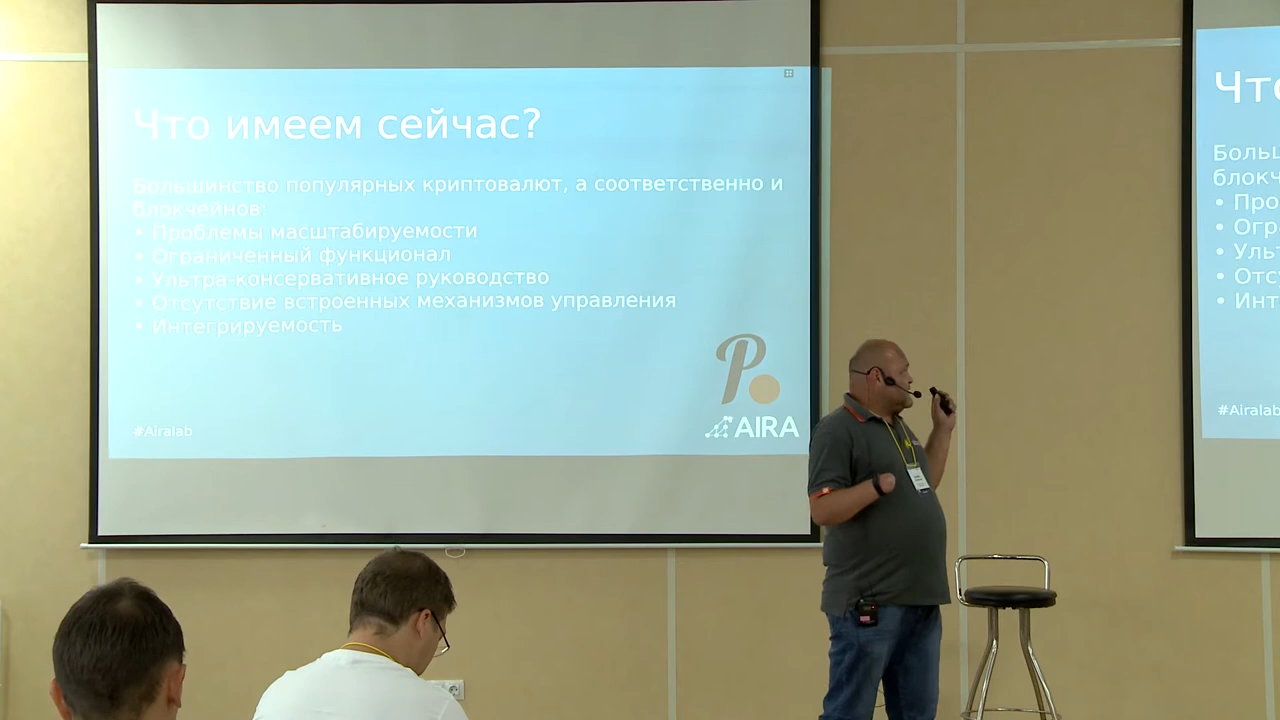 Что имеем сейчас?
Большинство популярных криптовалют, а соответственно и
блокчейнов:
• Проблемы масштабируемости
• Ограниченный функционал
• Ультра-консервативное руководство
• Отсутствие встроенных механизмов управления
• Интегрируемость
P
#Airalab
AIRA
Что
Больш
блокч
• Про
• Огр
• Уль
• Отс
• Инт
#Airalab